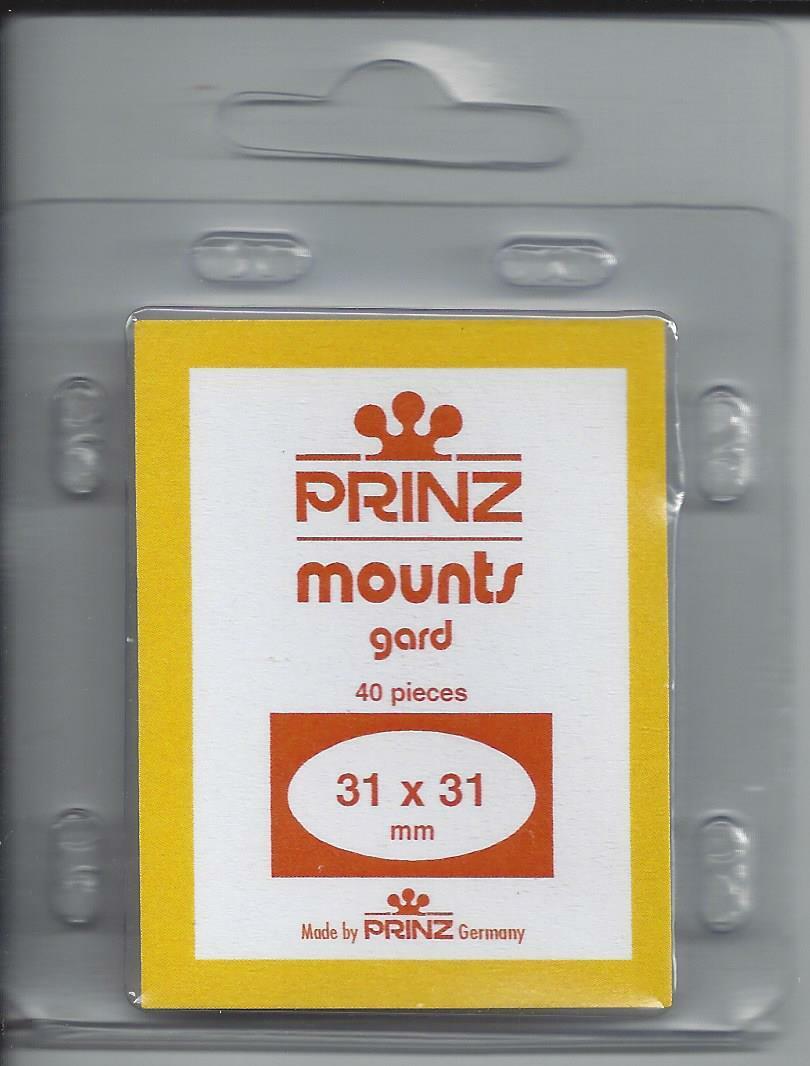 PRINZ
mounts
gard
40 pieces
31 x 31
mm
Made by PRINZ Germany